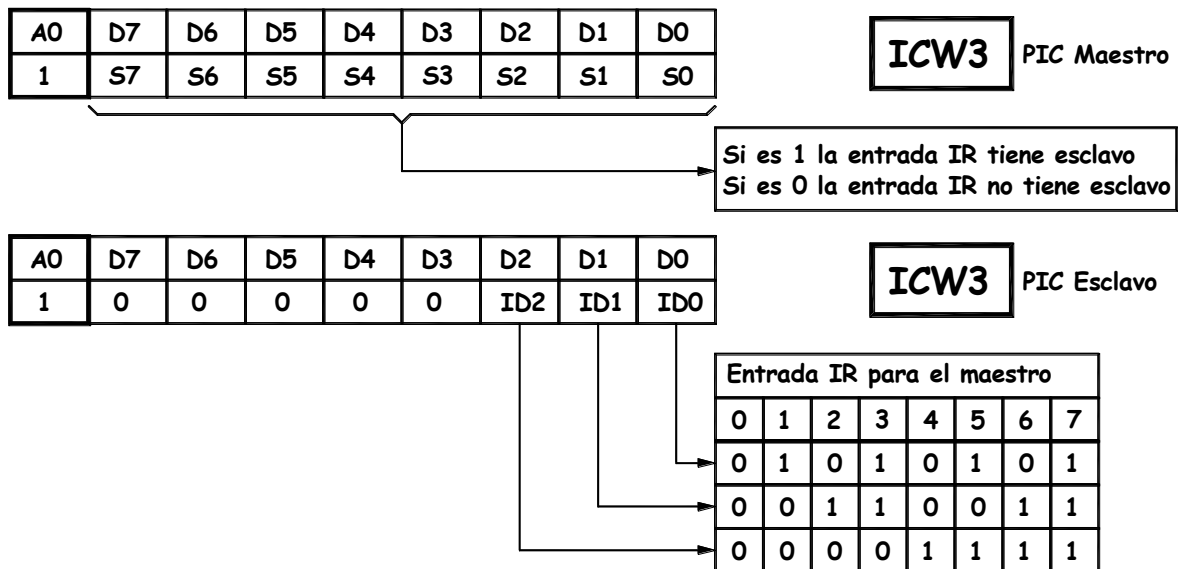 A0 D7 D6 D5 D4 D3 D2 D1 D0
1 S7 S6 S5 S4 S3 S2 S1 S0
ICW3 PIC Maestro
Si es 1 la entrada IR tiene esclavo
Si es 0 la entrada IR no tiene esclavo
A0 D7 D6 D5 D4 D3 D2 D1 D0
1 0 0 0 0 0 ID2 ID1 ID0
ICW3 PIC Esclavo
Entrada IR para el maestro
0 1 2 3 4 5 6 7
0 1 0 1 0 1 0 1
0 0 1 1 0 0 1 1
0 0 0 0 1 1 1 1